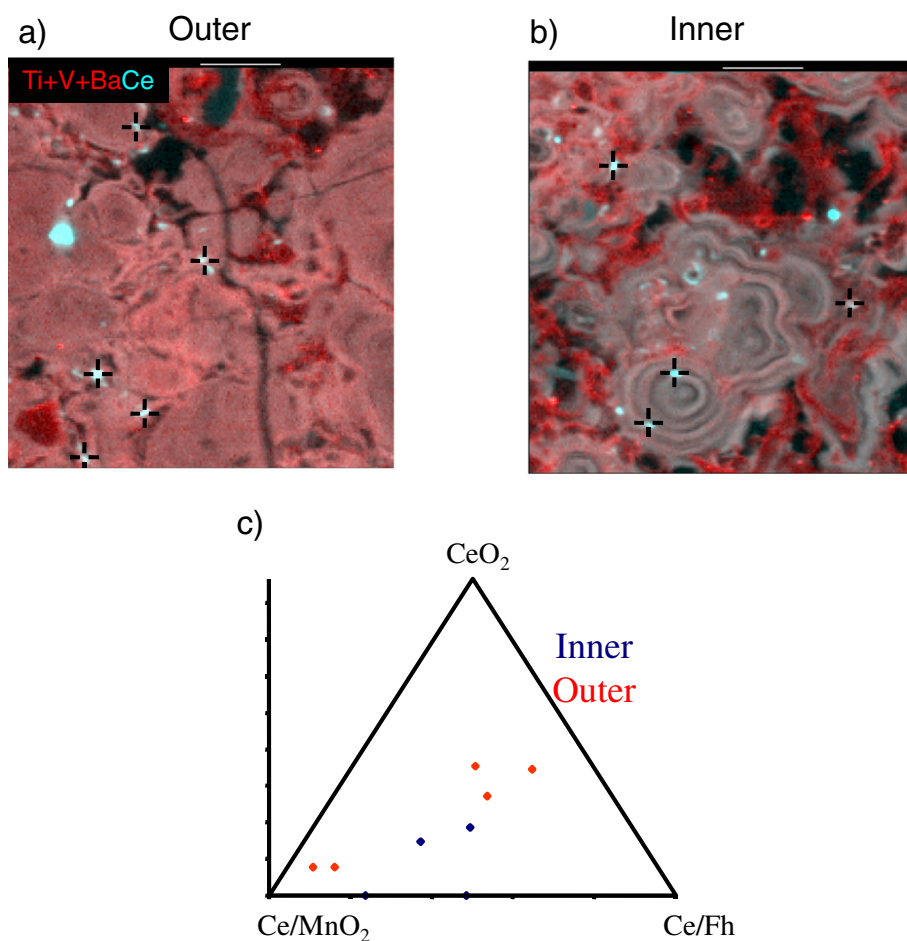 a) Outer
b) Inner
Ti+V+BaCe
c)
CeO₂
Inner
Outer
Ce/MnO₂
Ce/Fh